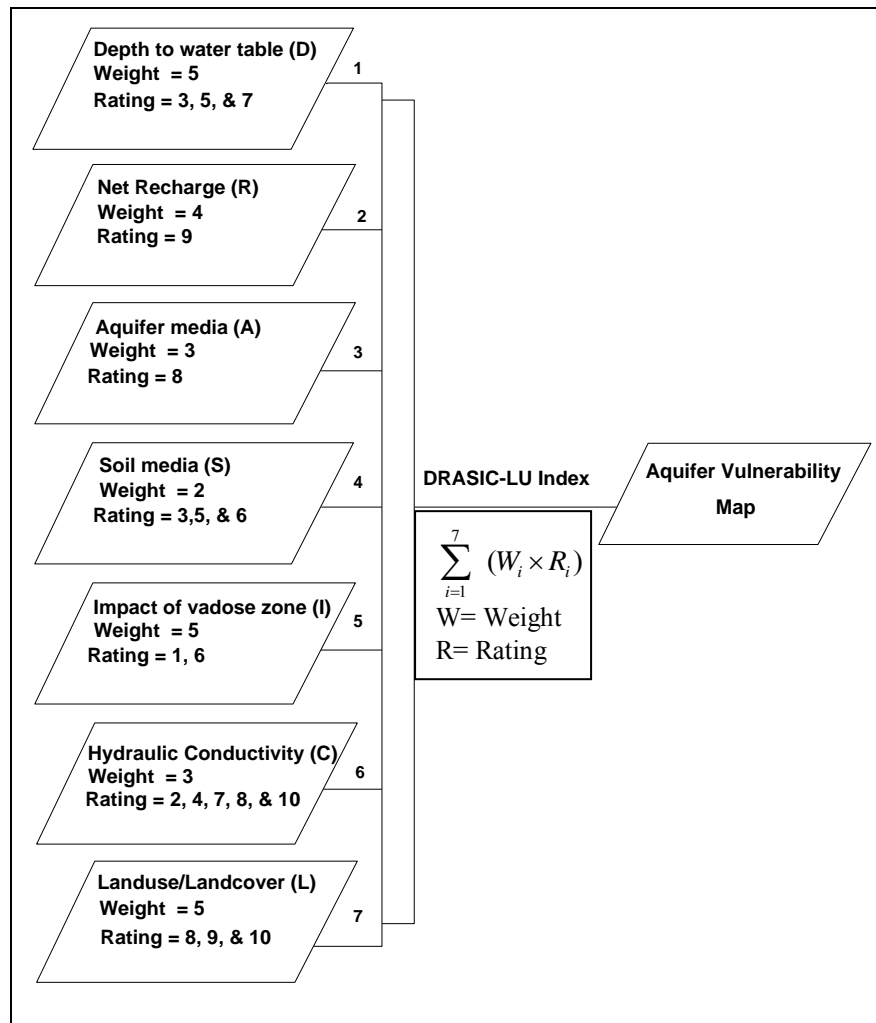 Depth to water table (D)
Weight = 5
Rating = 3, 5, & 7
1
Net Recharge (R)
Weight = 4
Rating = 9
2
Aquifer media (A)
Weight = 3
Rating = 8
3
Soil media (S)
Weight = 2
Rating = 3,5, & 6
4
Impact of vadose zone (I)
Weight = 5
Rating = 1, 6
5
Hydraulic Conductivity (C)
Weight = 3
Rating = 2, 4, 7, 8, & 10
6
Landuse/Landcover (L)
Weight = 5
Rating = 8, 9, & 10
7
DRASIC-LU Index
7
∑ (W_i × R_i)
i=1
W= Weight
R= Rating
Aquifer Vulnerability
Map